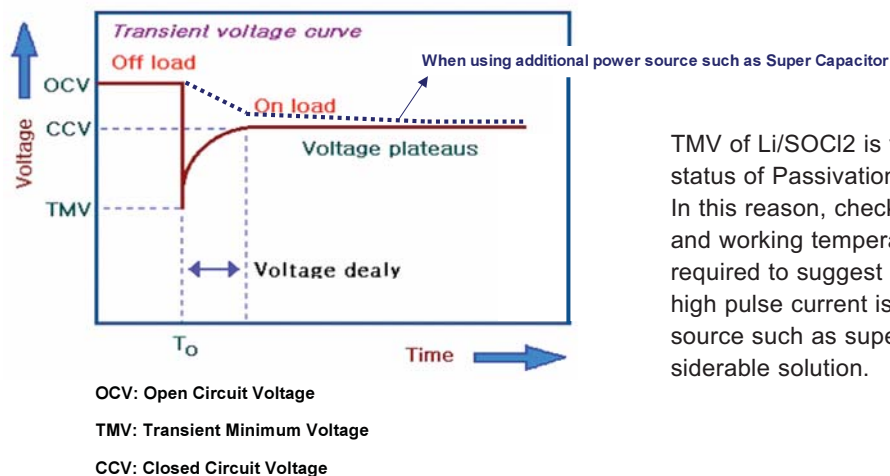 Transient voltage curve
Off load
When using additional power source such as Super Capacitor
OCV
On load
CCV
Voltage plateaus
Voltage
TMV
Voltage dealy
To
Time
OCV: Open Circuit Voltage
TMV: Transient Minimum Voltage
CCV: Closed Circuit Voltage
TMV of Li/SOCl2 is
status of Passivation
In this reason, check
and working tempera
required to suggest
high pulse current is
source such as supe
siderable solution.